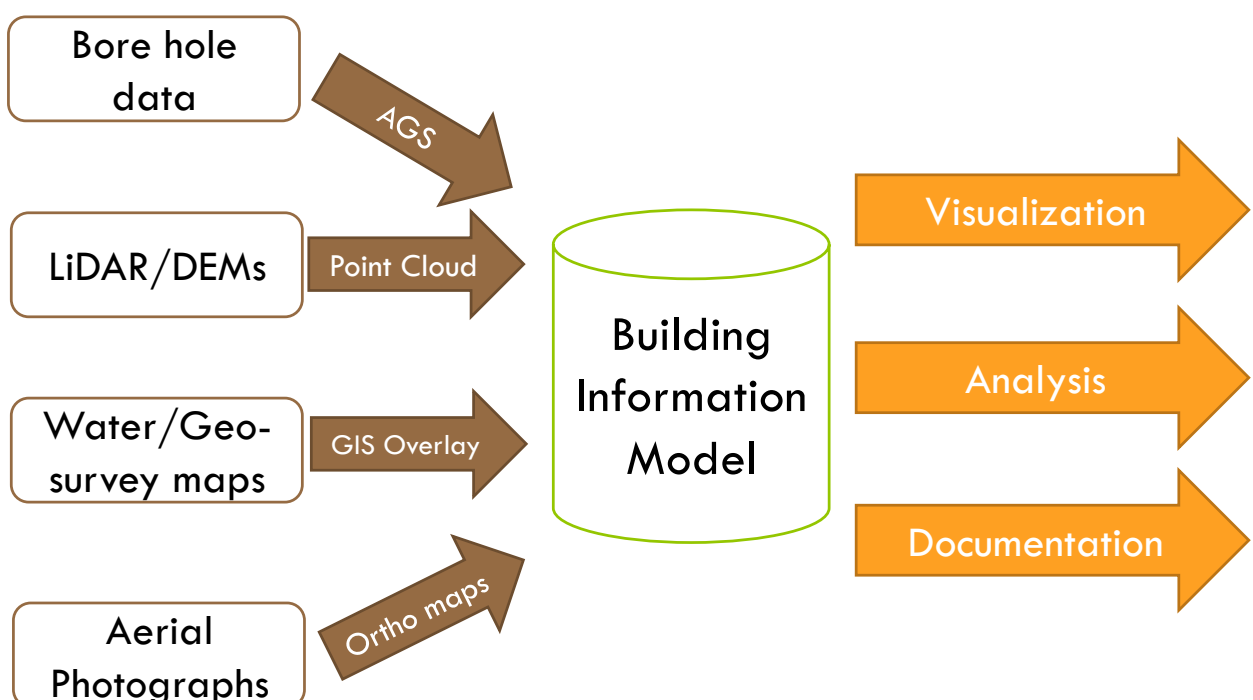 Bore hole
data
AGS
LiDAR/DEMs
Point Cloud
Water/Geo-
survey maps
GIS Overlay
Aerial
Photographs
Ortho maps
Building
Information
Model
Visualization
Analysis
Documentation